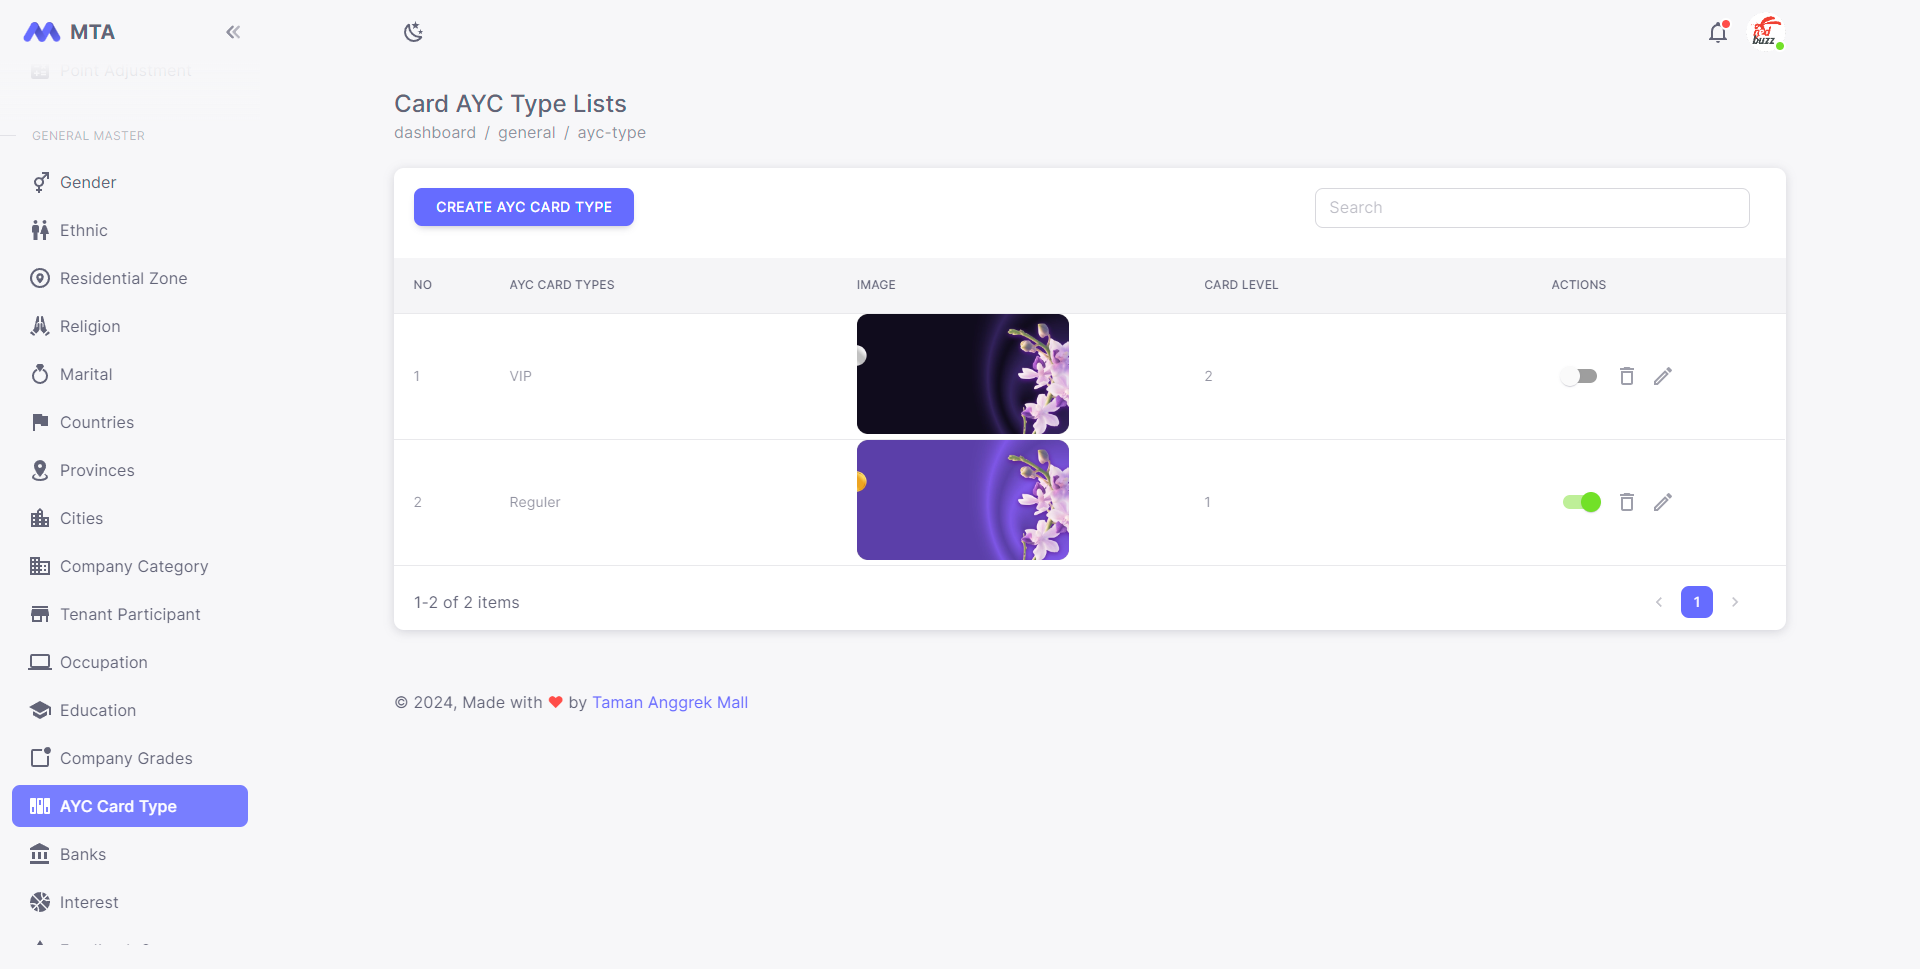 MTA
Point Adjustment
GENERAL MASTER
Gender
Ethnic
Residential Zone
Religion
Marital
Countries
Provinces
Cities
Company Category
Tenant Participant
Occupation
Education
Company Grades
AYC Card Type
Banks
Interest
buzz
Card AYC Type Lists
dashboard / general / ayc-type
CREATE AYC CARD TYPE
Search
NO AYC CARD TYPES IMAGE CARD LEVEL ACTIONS
1 VIP 2
2 Reguler 1
1-2 of 2 items
1
© 2024, Made with ❤ by Taman Anggrek Mall